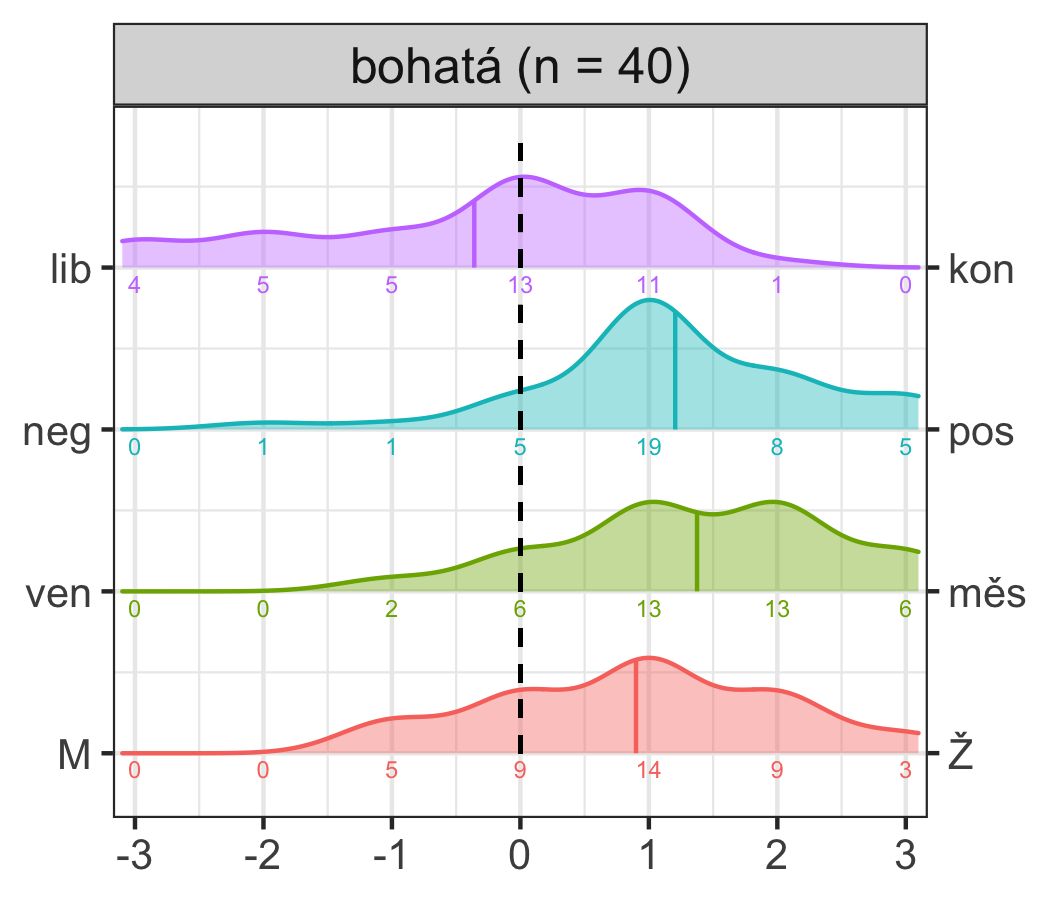 bohatá (n = 40)
lib kon
4 5 5 13 11 1 0
neg pos
0 1 1 5 19 8 5
ven měs
0 0 2 6 13 13 6
M Ž
0 0 5 9 14 9 3
-3 -2 -1 0 1 2 3